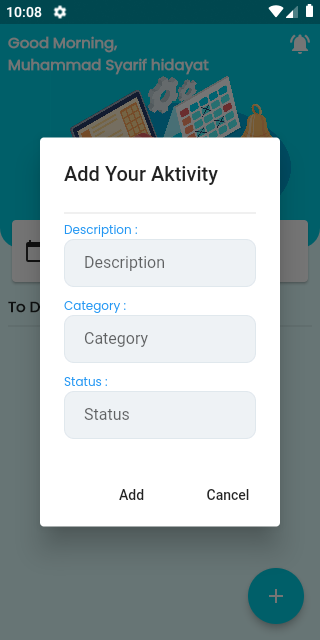 10:08
Good Morning,
Muhammad Syarif hidayat
Add Your Aktivity
Description :
Description
To D
Category :
Category
Status :
Status
Add Cancel